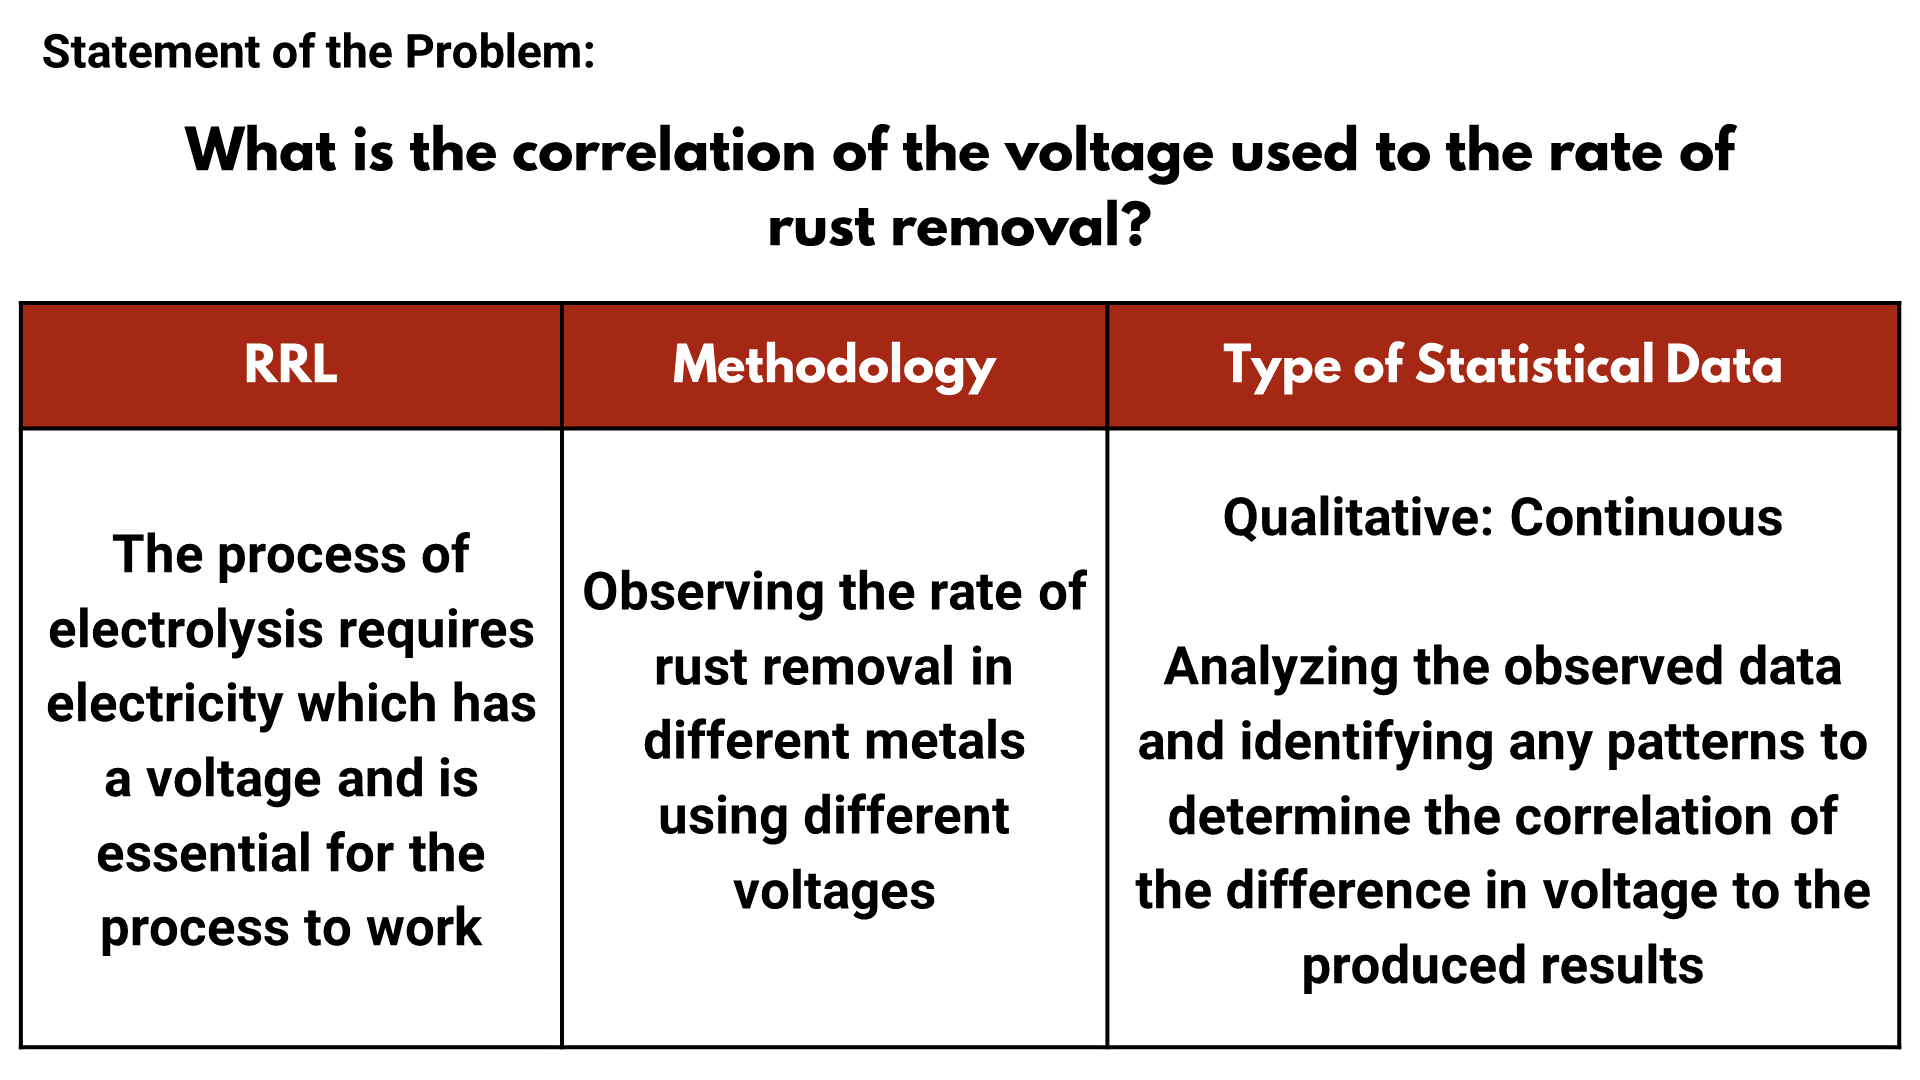 Statement of the Problem:
What is the correlation of the voltage used to the rate of
rust removal?
RRL
Methodology
Type of Statistical Data
The process of
electrolysis requires
electricity which has
a voltage and is
essential for the
process to work
Observing the rate of
rust removal in
different metals
using different
voltages
Qualitative: Continuous
Analyzing the observed data
and identifying any patterns to
determine the correlation of
the difference in voltage to the
produced results